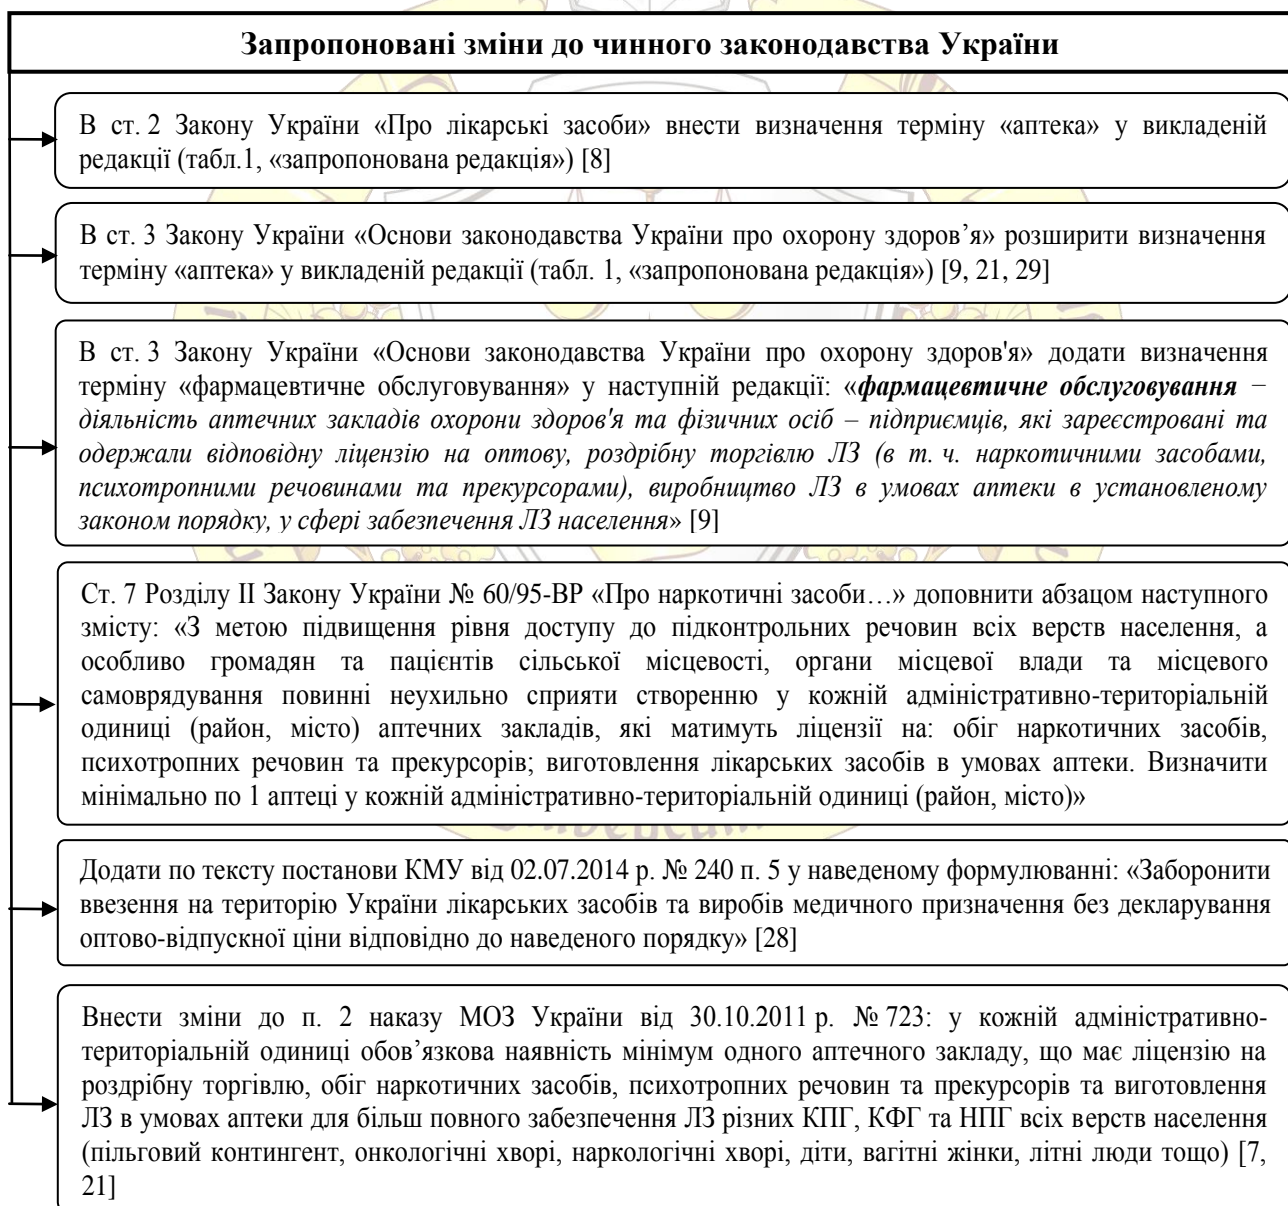 Запропоновані зміни до чинного законодавства України
В ст. 2 Закону України «Про лікарські засоби» внести визначення терміну «аптека» у викладеній
редакції (табл.1, «запропонована редакція») [8]
В ст. 3 Закону України «Основи законодавства України про охорону здоров’я» розширити визначення
терміну «аптека» у викладеній редакції (табл. 1, «запропонована редакція») [9, 21, 29]
В ст. 3 Закону України «Основи законодавства України про охорону здоров'я» додати визначення
терміну «фармацевтичне обслуговування» у наступній редакції: «фармацевтичне обслуговування –
діяльність аптечних закладів охорони здоров'я та фізичних осіб – підприємців, які зареєстровані та
одержали відповідну ліцензію на оптову, роздрібну торгівлю ЛЗ (в т. ч. наркотичними засобами,
психотропними речовинами та прекурсорами), виробництво ЛЗ в умовах аптеки в установленому
законом порядку, у сфері забезпечення ЛЗ населення» [9]
Ст. 7 Розділу II Закону України № 60/95-ВР «Про наркотичні засоби…» доповнити абзацом наступного
змісту: «З метою підвищення рівня доступу до підконтрольних речовин всіх верств населення, а
особливо громадян та пацієнтів сільської місцевості, органи місцевої влади та місцевого
самоврядування повинні неухильно сприяти створенню у кожній адміністративно-територіальній
одиниці (район, місто) аптечних закладів, які матимуть ліцензії на: обіг наркотичних засобів,
психотропних речовин та прекурсорів; виготовлення лікарських засобів в умовах аптеки. Визначити
мінімально по 1 аптеці у кожній адміністративно-територіальній одиниці (район, місто)»
Додати по тексту постанови КМУ від 02.07.2014 р. № 240 п. 5 у наведеному формулюванні: «Заборонити
ввезення на територію України лікарських засобів та виробів медичного призначення без декларування
оптово-відпускної ціни відповідно до наведеного порядку» [28]
Внести зміни до п. 2 наказу МОЗ України від 30.10.2011 р. № 723: у кожній адміністративно-
територіальній одиниці обов’язкова наявність мінімум одного аптечного закладу, що має ліцензію на
роздрібну торгівлю, обіг наркотичних засобів, психотропних речовин та прекурсорів та виготовлення
ЛЗ в умовах аптеки для більш повного забезпечення ЛЗ різних КПГ, КФГ та НПГ всіх верств населення
(пільговий контингент, онкологічні хворі, наркологічні хворі, діти, вагітні жінки, літні люди тощо) [7,
21]